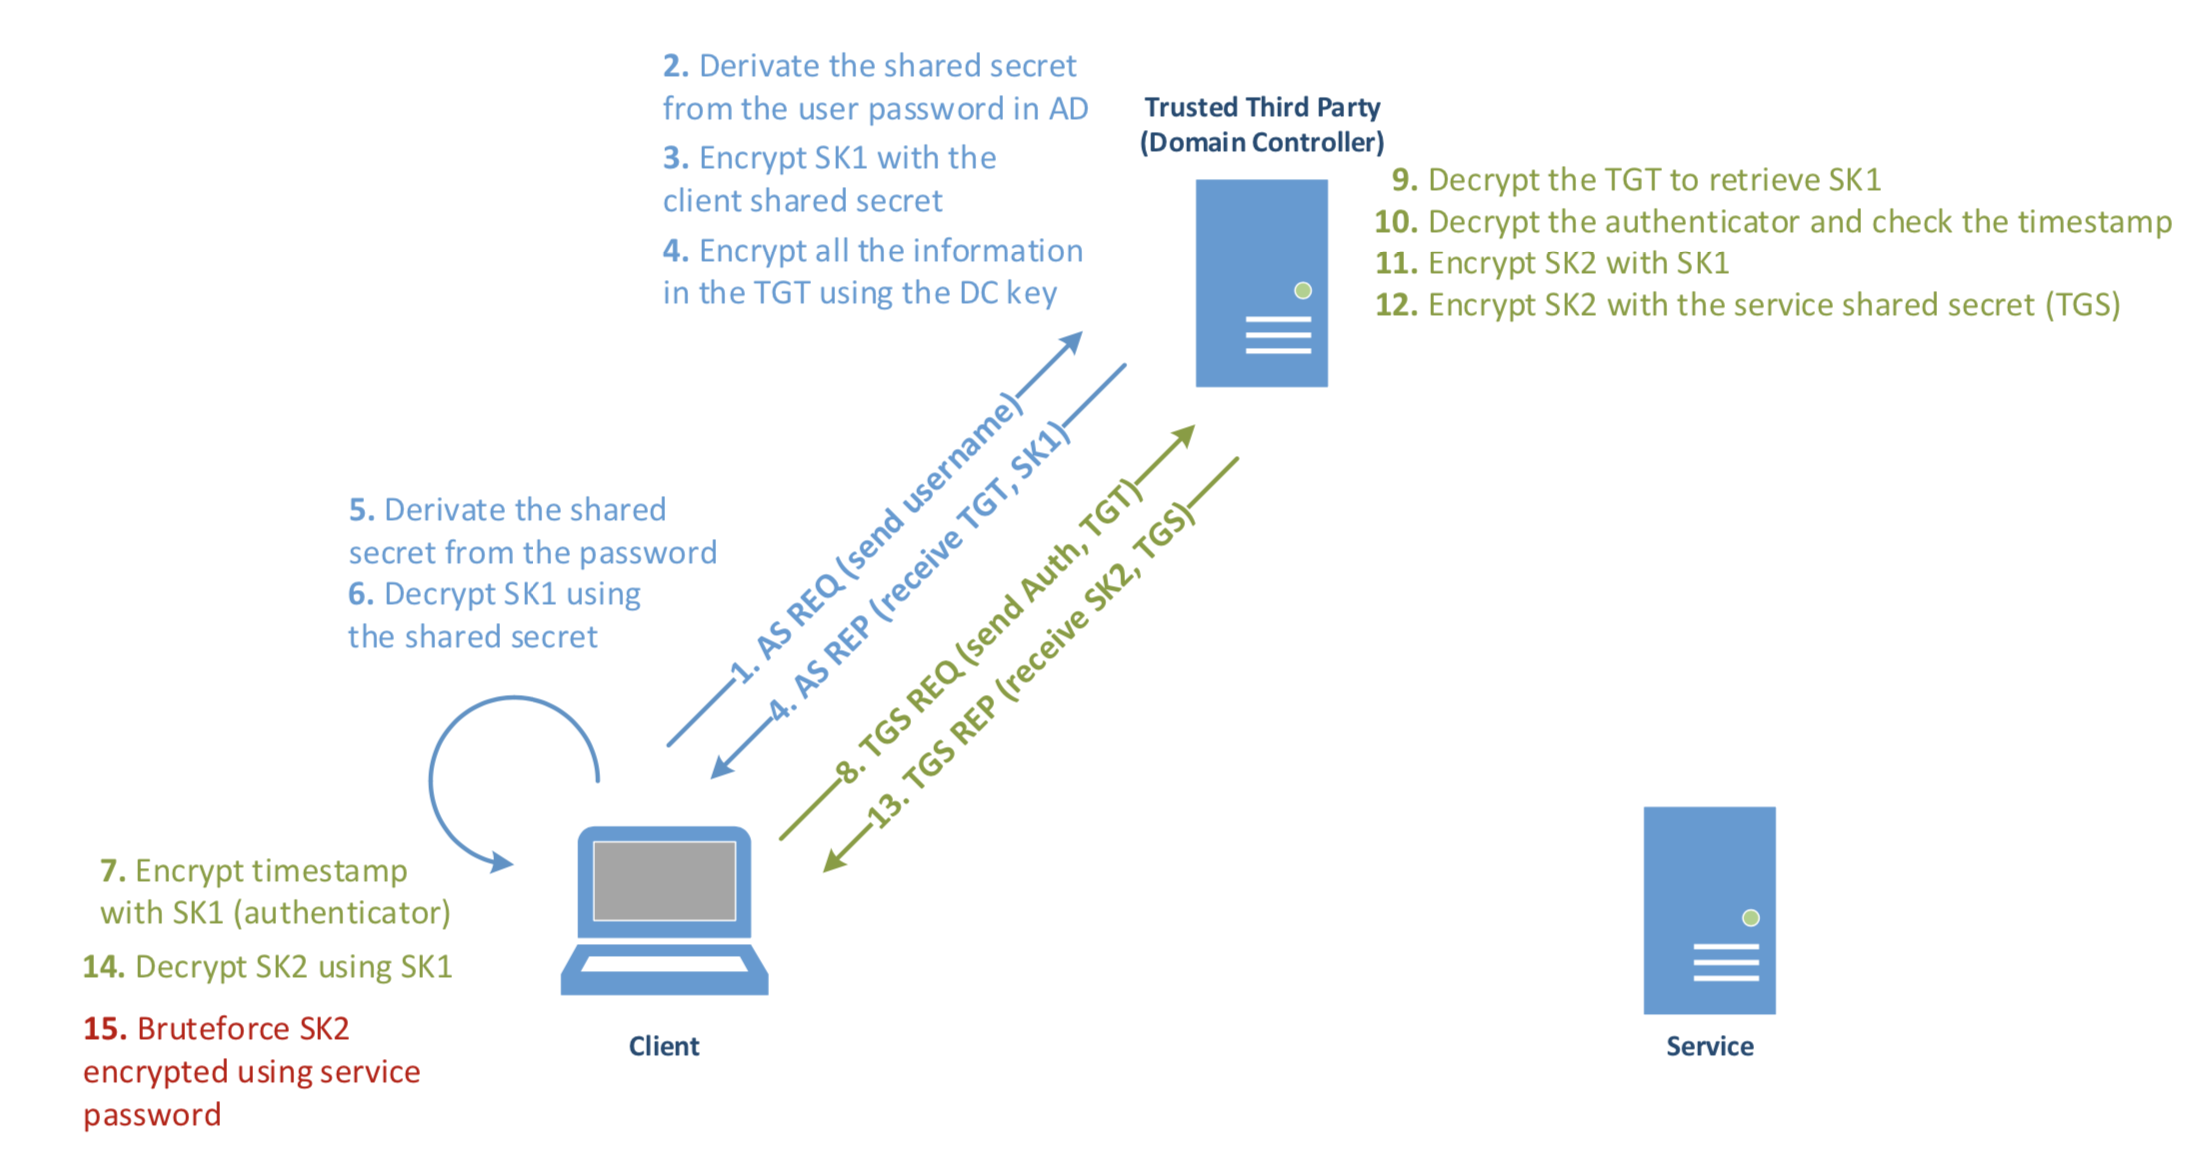 2. Derivate the shared secret
from the user password in AD
3. Encrypt SK1 with the
client shared secret
4. Encrypt all the information
in the TGT using the DC key
Trusted Third Party
(Domain Controller)
9. Decrypt the TGT to retrieve SK1
10. Decrypt the authenticator and check the timestamp
11. Encrypt SK2 with SK1
12. Encrypt SK2 with the service shared secret (TGS)
1. AS REQ (send username)
4. AS REP (receive TGT, SK1)
8. TGS REQ (send Auth, TGT)
13. TGS REP (receive SK2, TGS)
5. Derivate the shared
secret from the password
6. Decrypt SK1 using
the shared secret
7. Encrypt timestamp
with SK1 (authenticator)
14. Decrypt SK2 using SK1
15. Bruteforce SK2
encrypted using service
password
Client
Service